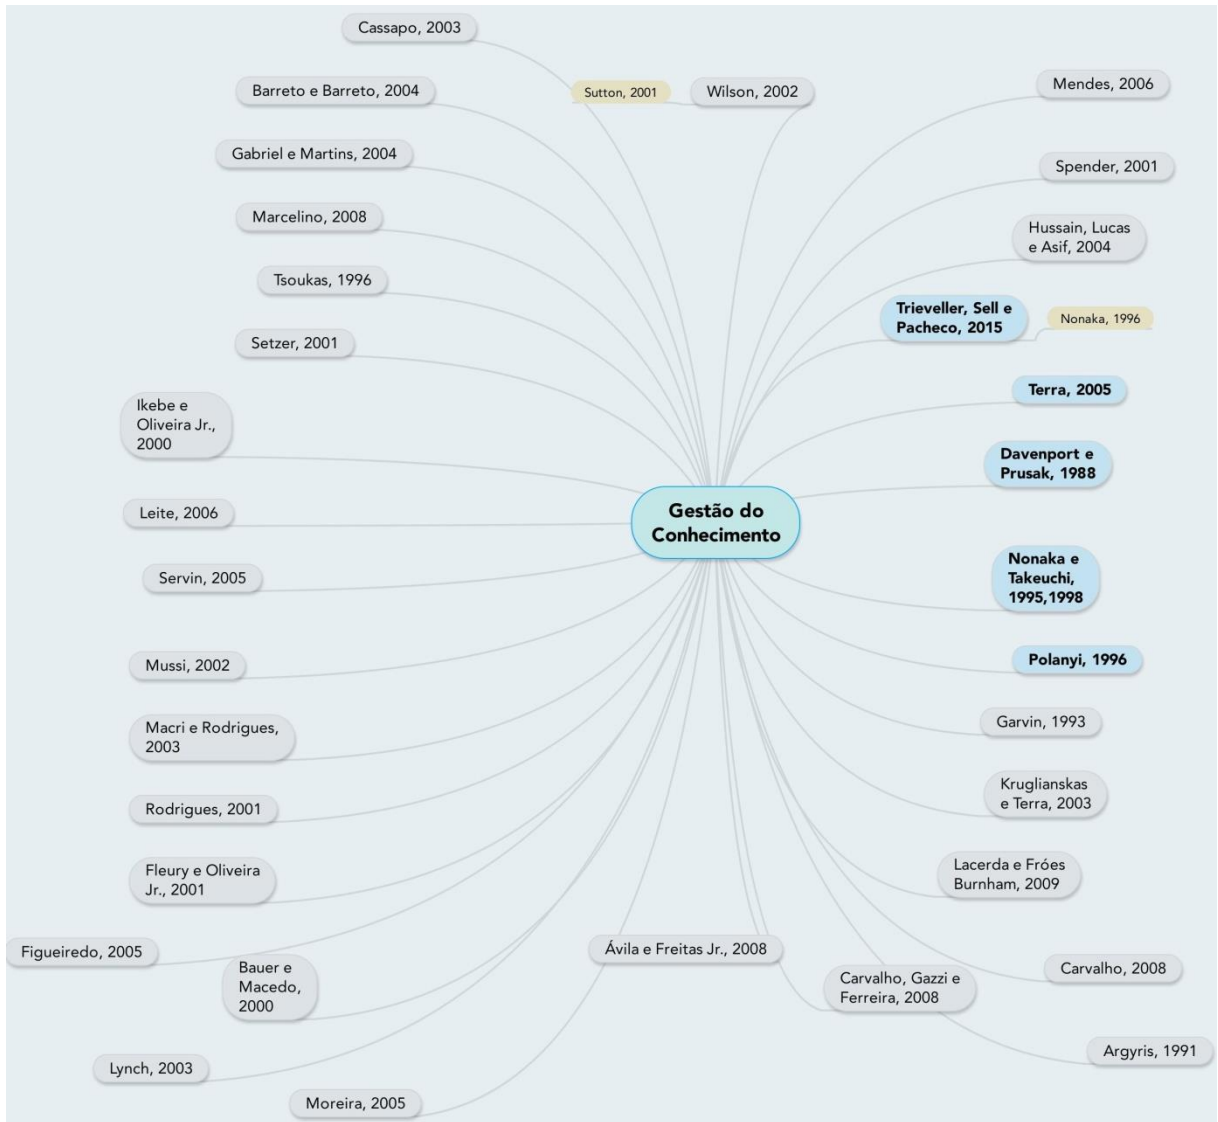 Cassapo, 2003
Barreto e Barreto, 2004
Sutton, 2001
Wilson, 2002
Mendes, 2006
Gabriel e Martins, 2004
Spender, 2001
Marcelino, 2008
Hussain, Lucas
e Asif, 2004
Tsoukas, 1996
Trieveller, Sell e
Pacheco, 2015
Nonaka, 1996
Setzer, 2001
Terra, 2005
Ikebe e
Oliveira Jr.,
2000
Davenport e
Prusak, 1988
Leite, 2006
Gestão do
Conhecimento
Servin, 2005
Nonaka e
Takeuchi,
1995,1998
Mussi, 2002
Polanyi, 1996
Macri e Rodrigues,
2003
Garvin, 1993
Rodrigues, 2001
Kruglianskas
e Terra, 2003
Fleury e Oliveira
Jr., 2001
Lacerda e Fróes
Burnham, 2009
Figueiredo, 2005
Ávila e Freitas Jr., 2008
Bauer e
Macedo,
2000
Carvalho, Gazzi e
Ferreira, 2008
Carvalho, 2008
Lynch, 2003
Argyris, 1991
Moreira, 2005